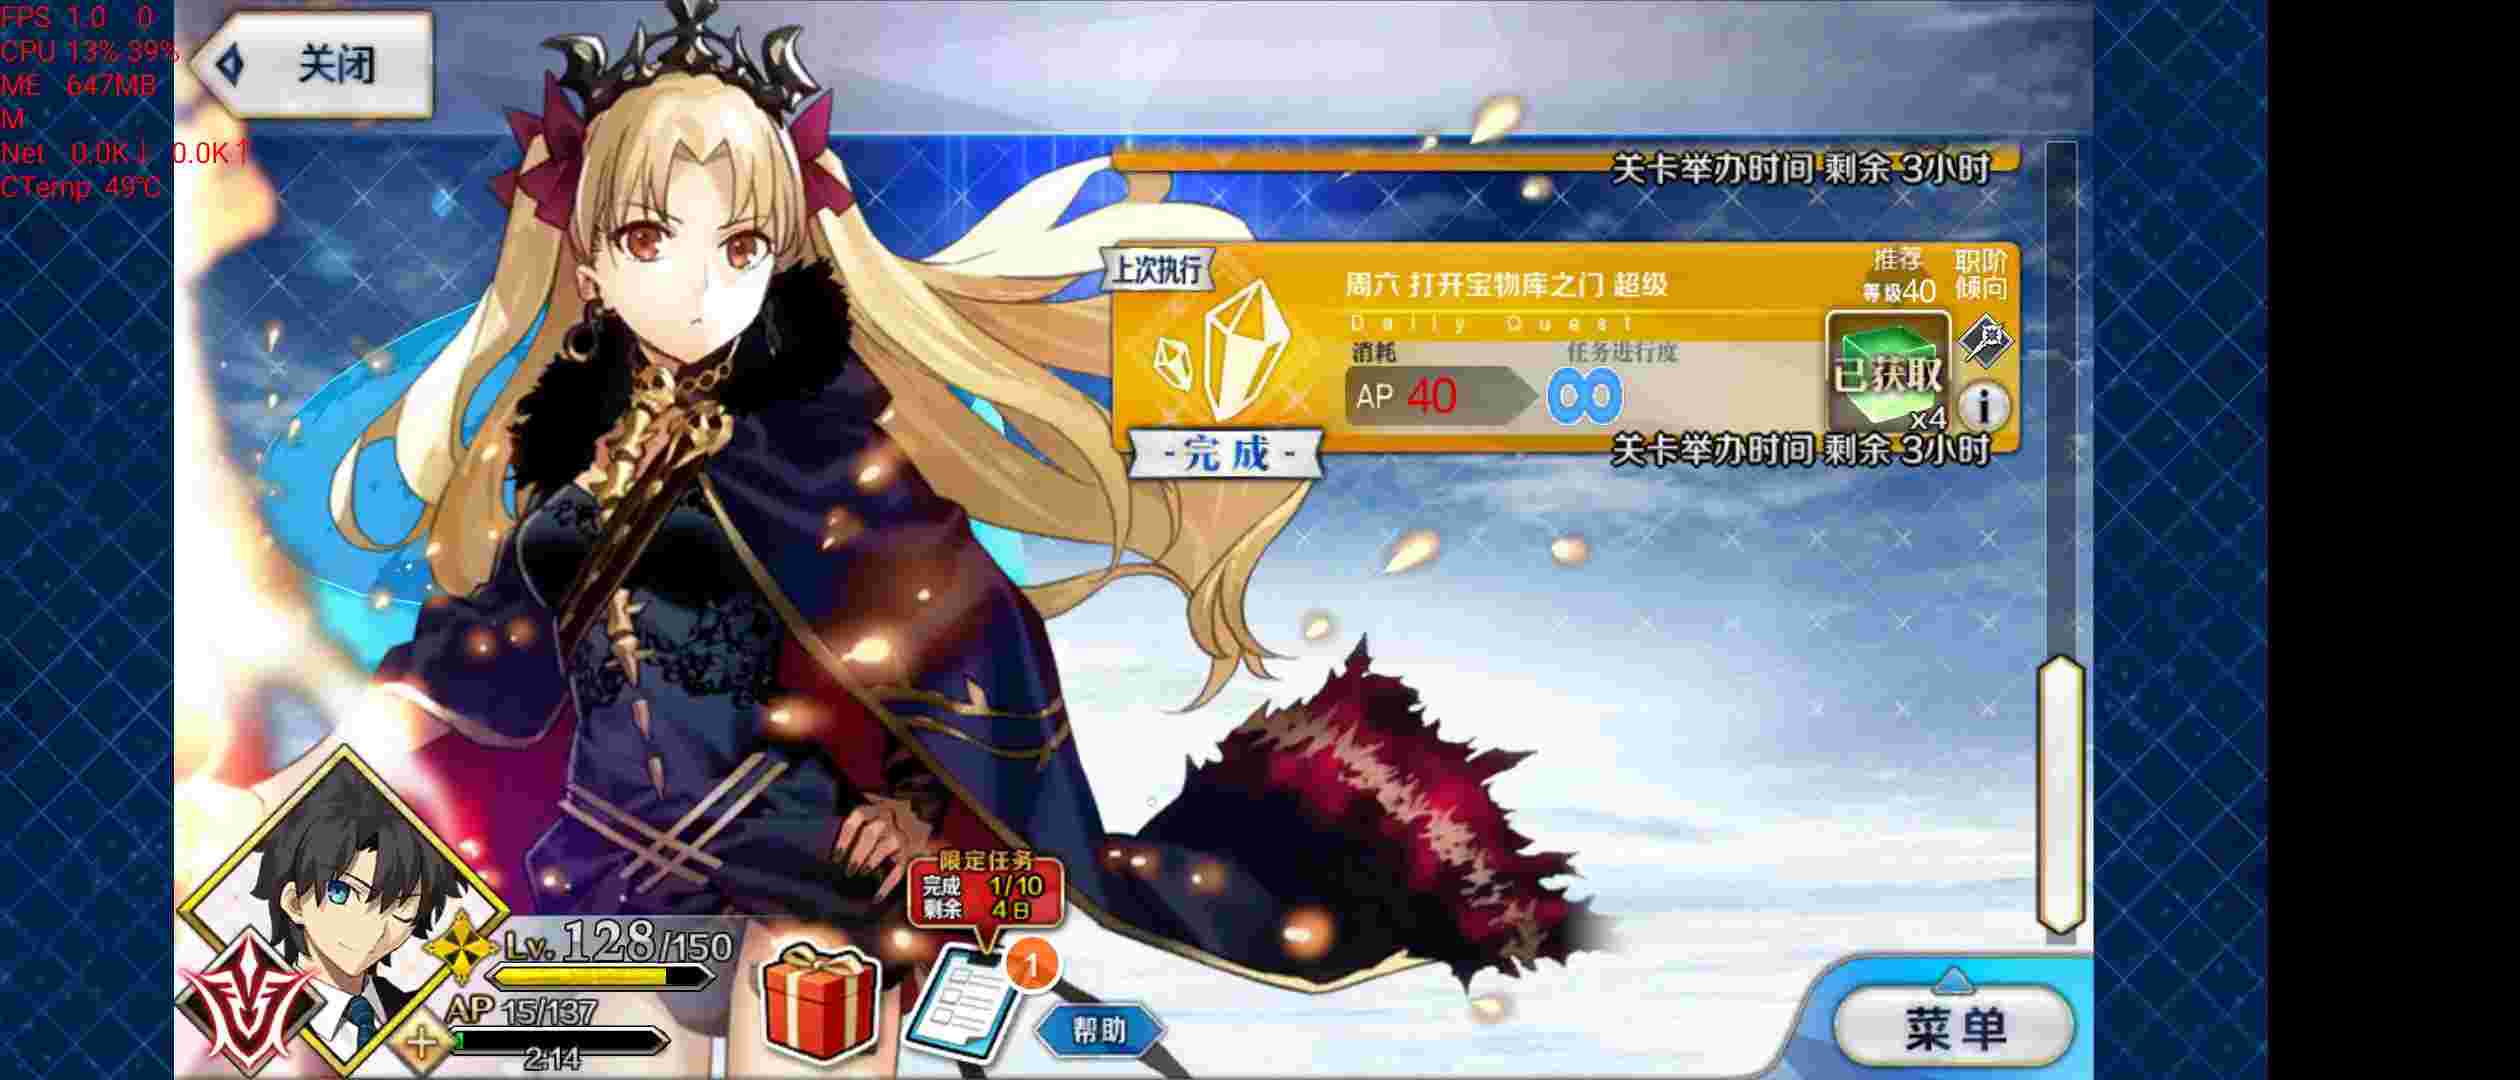 FPS 1.0 0
CPU 13% 39%
ME 647MB
M
Net 0.0K↓ 0.0K↑
CTemp 49℃
关闭
关卡举办时间 剩余 3小时
上次执行
周六 打开宝物库之门 超级
推荐
等级40
职阶
倾向
Daily Quest
消耗
任务进行度
AP 40
∞
已获取
x4
i
- 完成 -
关卡举办时间 剩余 3小时
限定任务
完成 1/10
剩余 4日
1
Lv. 128/150
AP 15/137
2:14
帮助
菜单